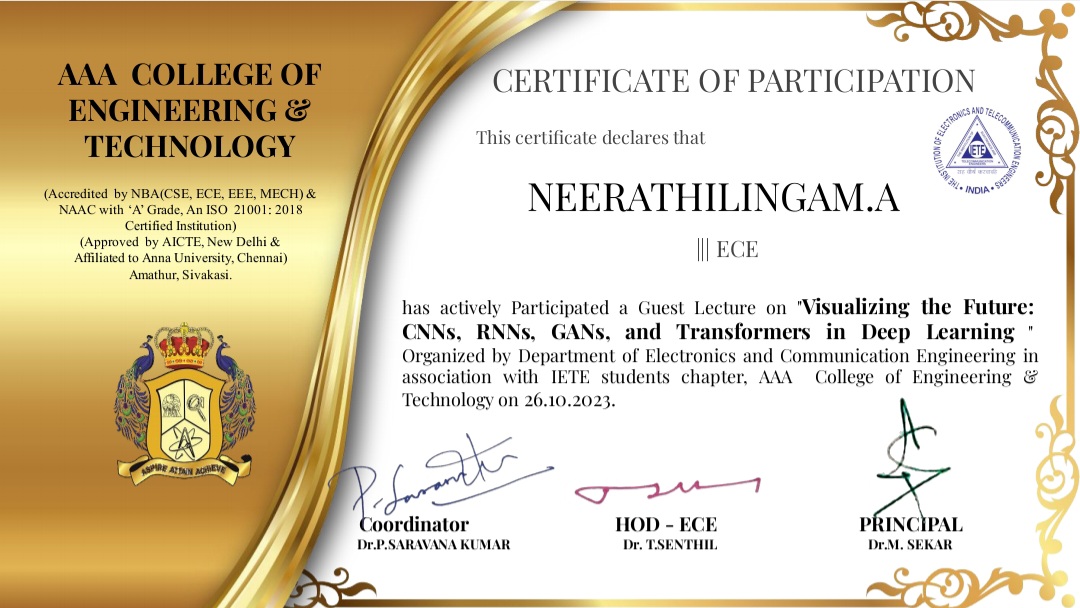 AAA COLLEGE OF
ENGINEERING &
TECHNOLOGY
(Accredited by NBA(CSE, ECE, EEE, MECH) &
NAAC with ‘A’ Grade, An ISO 21001: 2018
Certified Institution)
(Approved by AICTE, New Delhi &
Affiliated to Anna University, Chennai)
Amathur, Sivakasi.
ASPIRE ATTAIN ACHIEVE
CERTIFICATE OF PARTICIPATION
This certificate declares that
THE INSTITUTION OF ELECTRONICS AND TELECOMMUNICATION ENGINEERS
IETE
• INDIA •
NEERATHILINGAM.A
||| ECE
has actively Participated a Guest Lecture on "Visualizing the Future:
CNNs, RNNs, GANs, and Transformers in Deep Learning "
Organized by Department of Electronics and Communication Engineering in
association with IETE students chapter, AAA College of Engineering &
Technology on 26.10.2023.
Coordinator
Dr.P.SARAVANA KUMAR
HOD - ECE
Dr. T.SENTHIL
PRINCIPAL
Dr.M. SEKAR